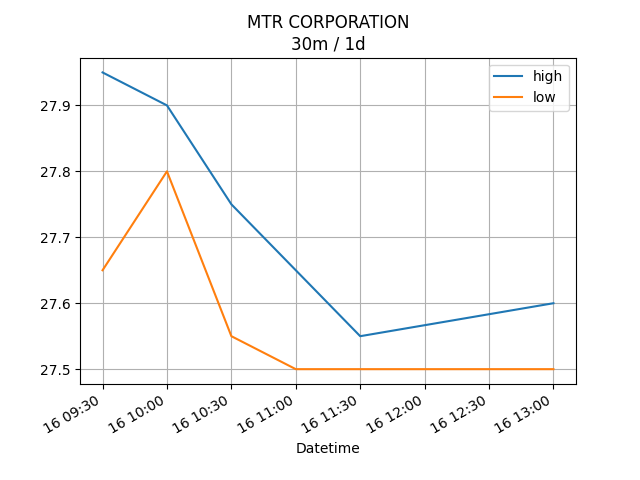 MTR CORPORATION
30m / 1d
high
low
27.9
27.8
27.7
27.6
27.5
16 09:30
16 10:00
16 10:30
16 11:00
16 11:30
16 12:00
16 12:30
16 13:00
Datetime